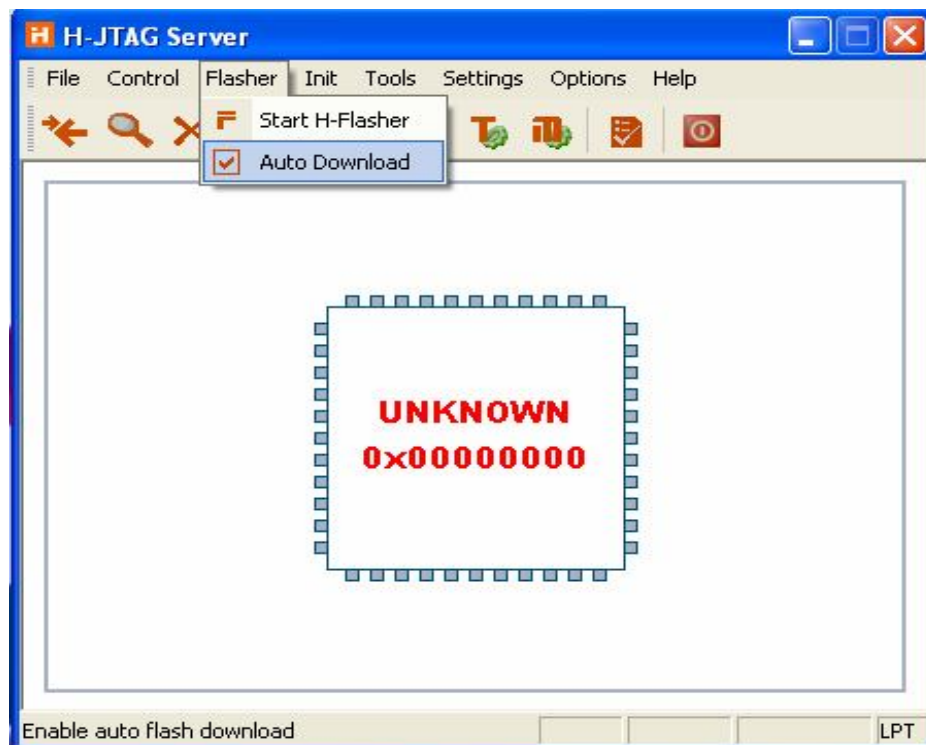 H-JTAG Server
File Control Flasher Init Tools Settings Options Help
Start H-Flasher
Auto Download
UNKNOWN
0x00000000
Enable auto flash download LPT